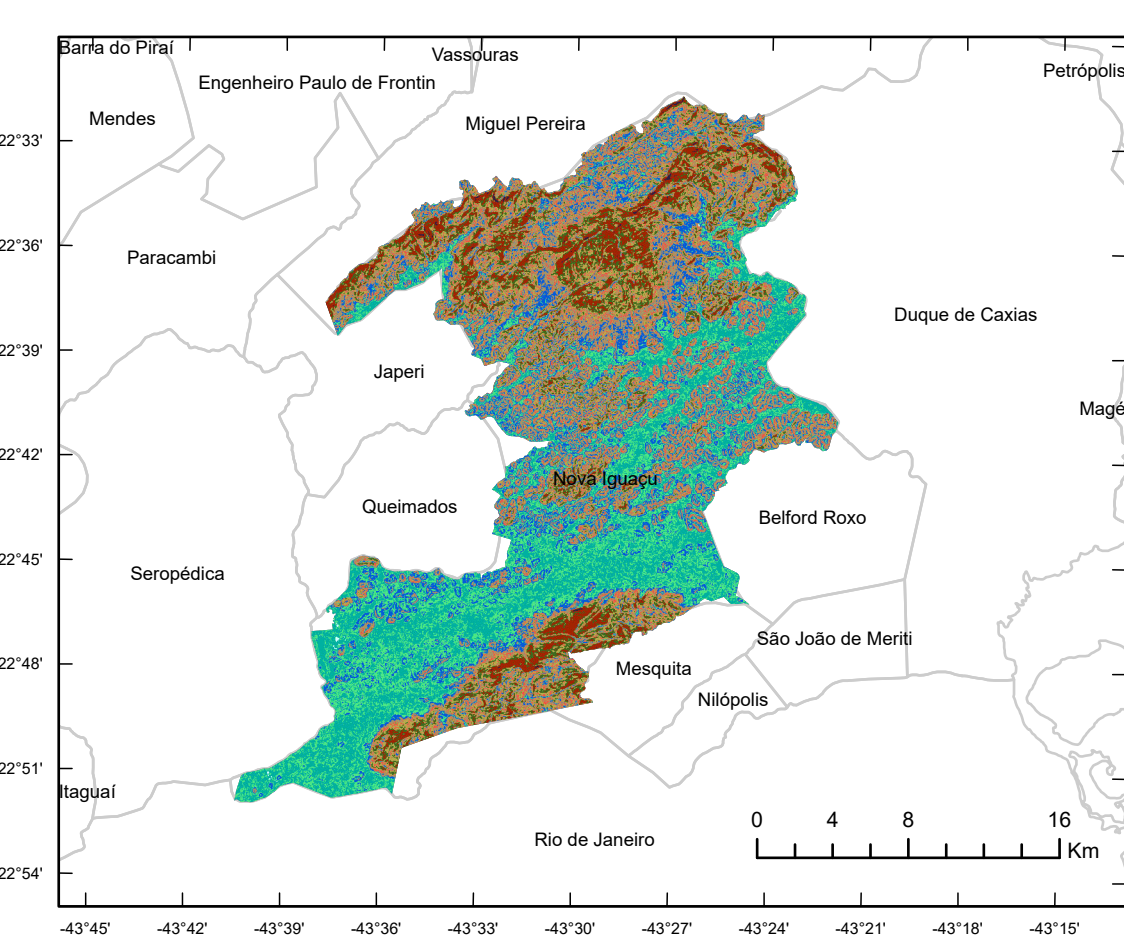 Barra do Piraí
Vassouras
Engenheiro Paulo de Frontin
Petrópolis
Mendes
Miguel Pereira
22°33'
22°36'
Paracambi
Duque de Caxias
22°39'
Japeri
Magé
22°42'
Nova Iguaçu
Queimados
Belford Roxo
22°45'
Seropédica
São João de Meriti
22°48'
Mesquita
Nilópolis
22°51'
Itaguaí
0 4 8 16
Km
Rio de Janeiro
22°54'
-43°45' -43°42' -43°39' -43°36' -43°33' -43°30' -43°27' -43°24' -43°21' -43°18' -43°15'